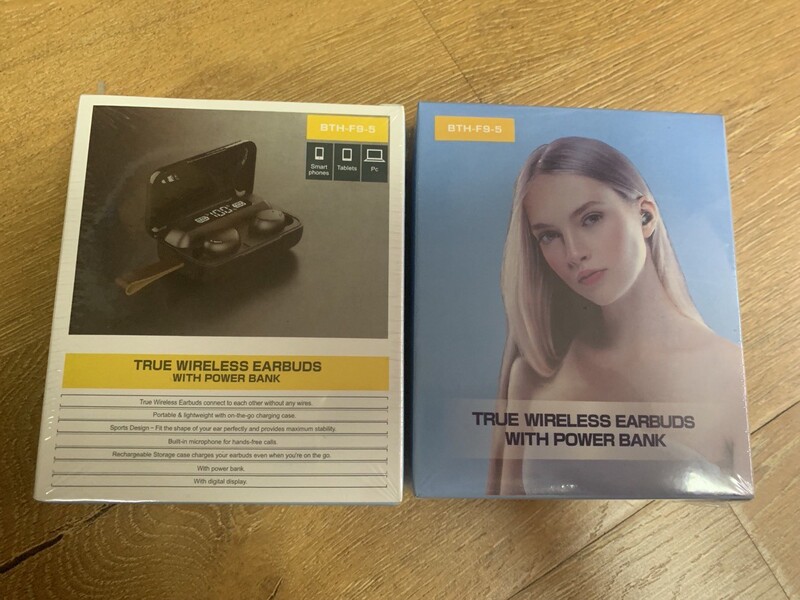 BTH-F9-5
Smart
phones
Tablets
Pc
100
TRUE WIRELESS EARBUDS
WITH POWER BANK
True Wireless Earbuds connect to each other without any wires.
Portable & lightweight with on-the-go charging case.
Sports Design – Fit the shape of your ear perfectly and provides maximum stability.
Built-in microphone for hands-free calls.
Rechargeable Storage case charges your earbuds even when you're on the go.
With power bank.
With digital display.
BTH-F9-5
TRUE WIRELESS EARBUDS
WITH POWER BANK